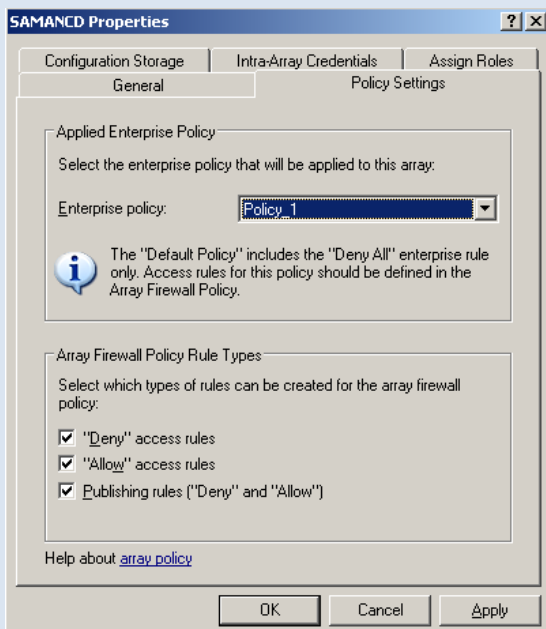 SAMANCD Properties
Configuration Storage
Intra-Array Credentials
Assign Roles
General
Policy Settings
Applied Enterprise Policy
Select the enterprise policy that will be applied to this array:
Enterprise policy:
Policy_1
The "Default Policy" includes the "Deny All" enterprise rule
only. Access rules for this policy should be defined in the
Array Firewall Policy.
Array Firewall Policy Rule Types
Select which types of rules can be created for the array firewall
policy:
"Deny" access rules
"Allow" access rules
Publishing rules ("Deny" and "Allow")
Help about array policy
OK
Cancel
Apply